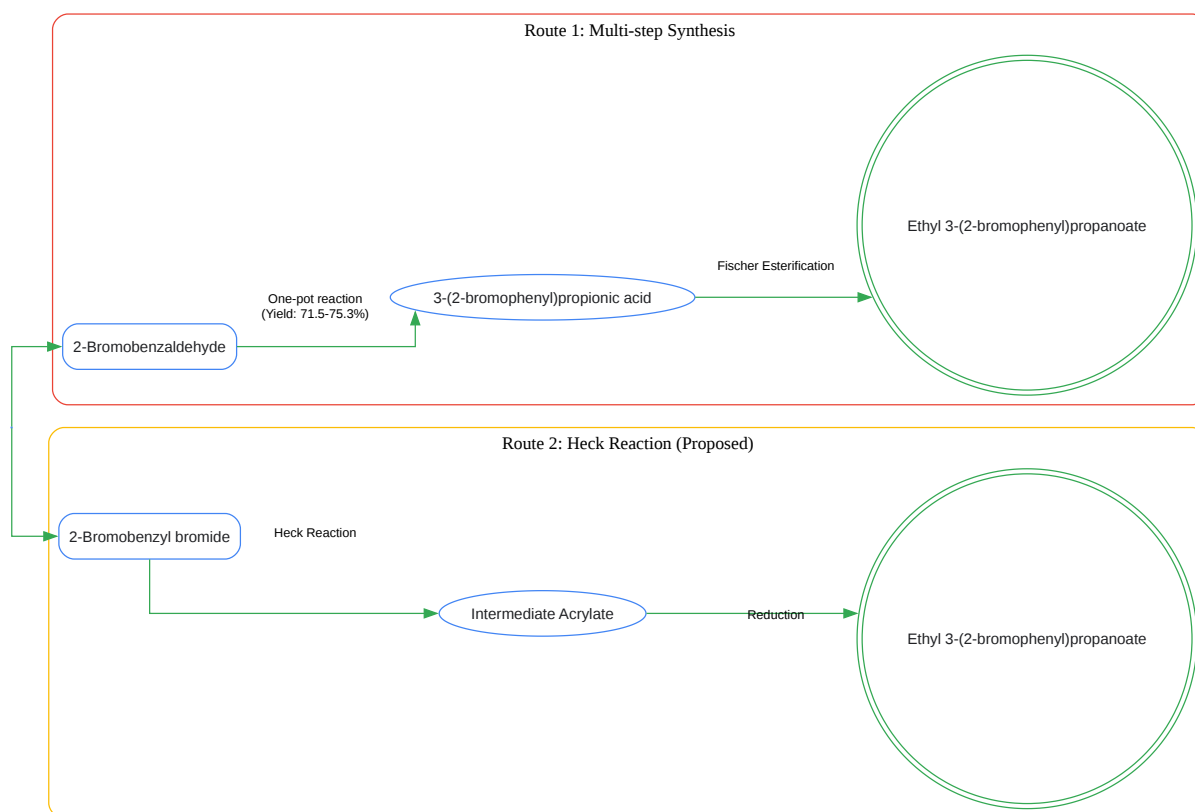 Route 1: Multi-step Synthesis
Ethyl 3-(2-bromophenyl)propanoate
Fischer Esterification
3-(2-bromophenyl)propionic acid
One-pot reaction
(Yield: 71.5-75.3%)
2-Bromobenzaldehyde
Route 2: Heck Reaction (Proposed)
2-Bromobenzyl bromide
Heck Reaction
Intermediate Acrylate
Reduction
Ethyl 3-(2-bromophenyl)propanoate